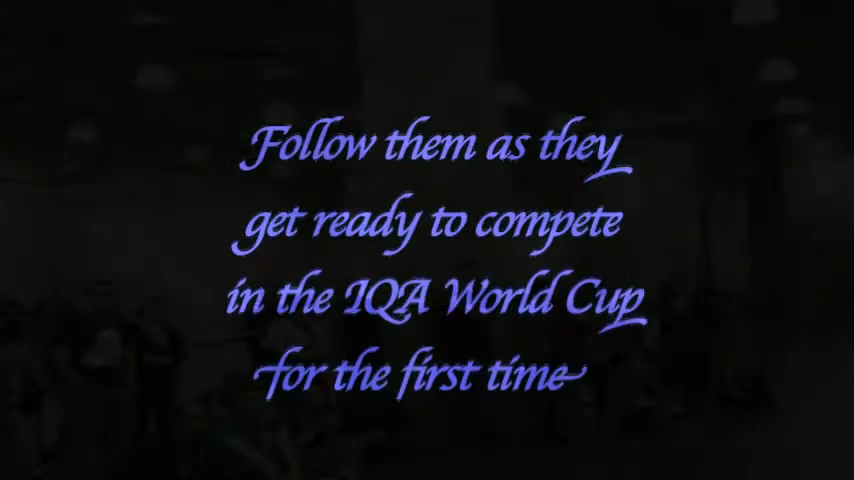 Follow them as they
get ready to compete
in the IQA World Cup
for the first time